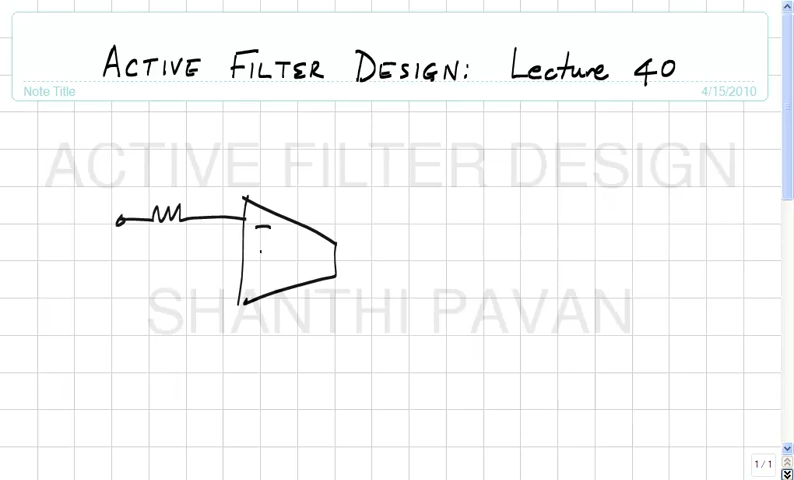 ACTIVE FILTER DESIGN: Lecture 40
Note Title
4/15/2010
ACTIVE FILTER DESIGN
SHANTHI PAVAN
1/1